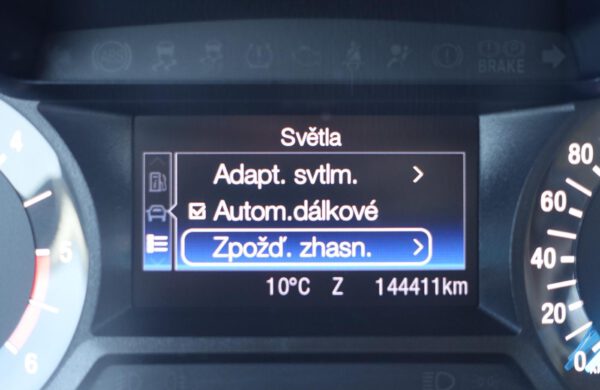 BRAKE
Světla
Adapt. svtlm.
Autom.dálkové
Zpožď. zhasn.
10°C Z 144411km
4
5
6
80
60
40
20
0